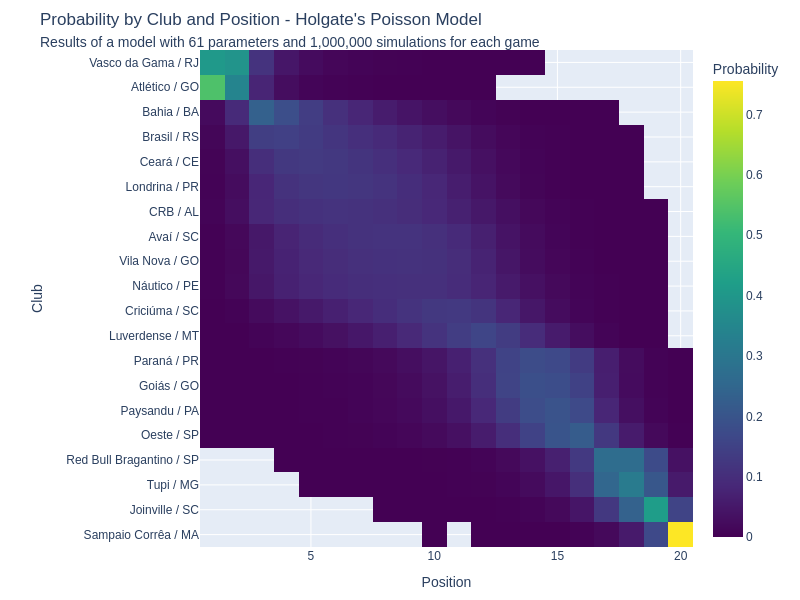 Probability by Club and Position - Holgate's Poisson Model
Results of a model with 61 parameters and 1,000,000 simulations for each game
Probability
Vasco da Gama / RJ
Atlético / GO
Bahia / BA
Brasil / RS
Ceará / CE
Londrina / PR
CRB / AL
Avaí / SC
Vila Nova / GO
Náutico / PE
Criciúma / SC
Luverdense / MT
Paraná / PR
Goiás / GO
Paysandu / PA
Oeste / SP
Red Bull Bragantino / SP
Tupi / MG
Joinville / SC
Sampaio Corrêa / MA
Club
5
10
15
20
Position
0.7
0.6
0.5
0.4
0.3
0.2
0.1
0